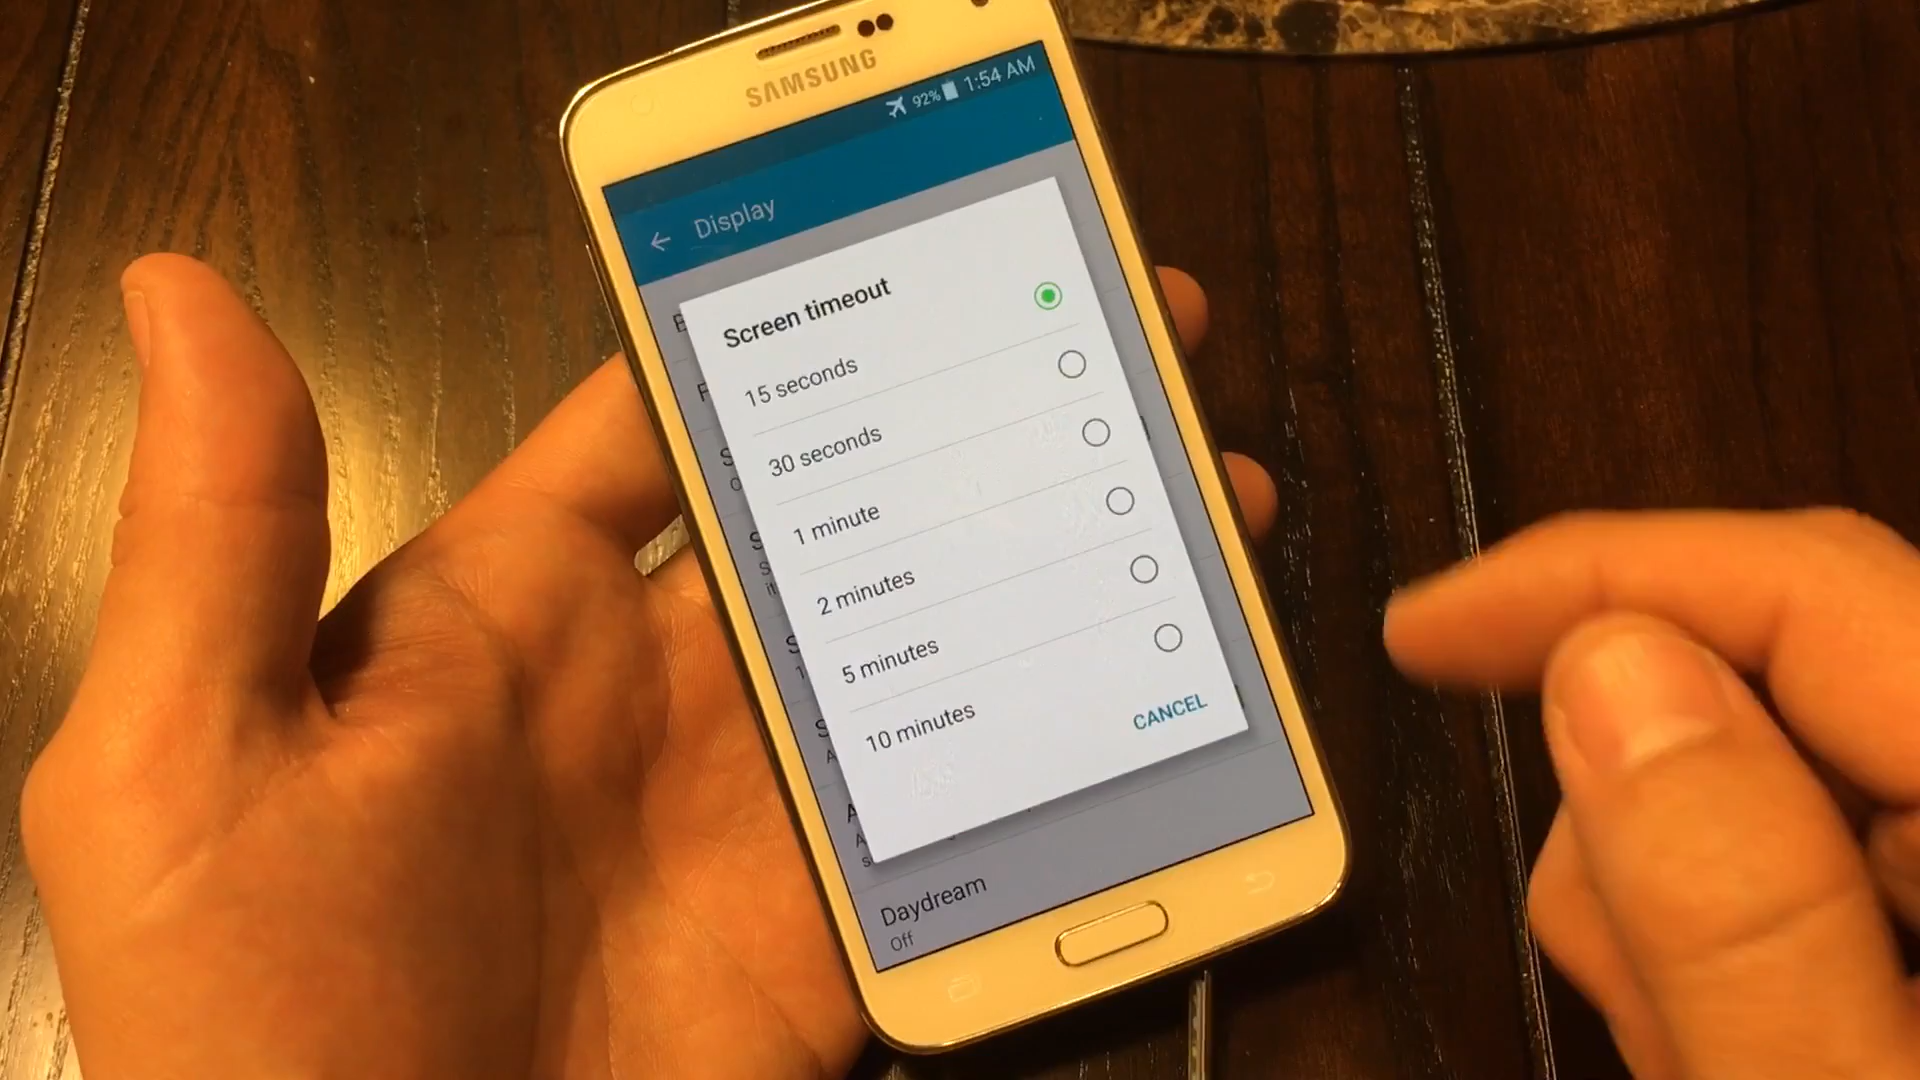 SAMSUNG
92% 1:54 AM
Display
Screen timeout
15 seconds
30 seconds
1 minute
2 minutes
5 minutes
10 minutes
CANCEL
Daydream
Off